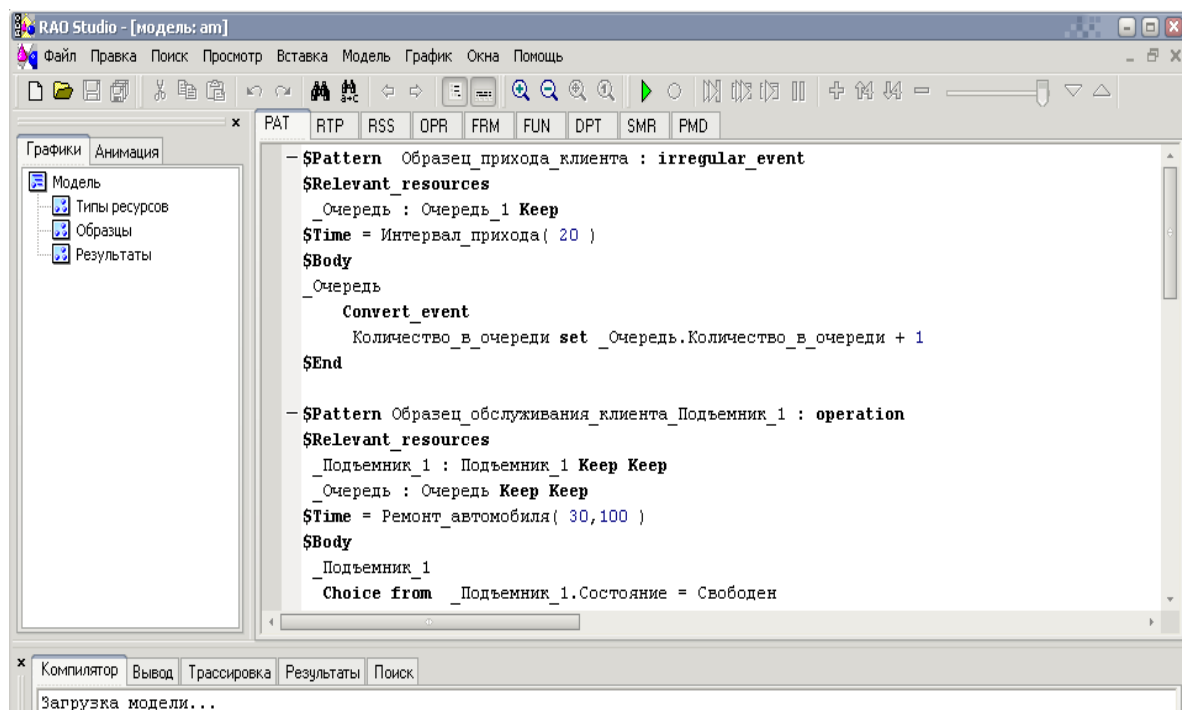 RAO Studio - [модель: am]
Файл Правка Поиск Просмотр Вставка Модель График Окна Помощь
PAT RTP RSS OPR FRM FUN DPT SMR PMD
Графики Анимация
Модель
Типы ресурсов
Образцы
Результаты
$Pattern Образец_прихода_клиента : irregular_event
$Relevant_resources
_Очередь : Очередь_1 Keep
$Time = Интервал_прихода( 20 )
$Body
_Очередь
Convert_event
Количество_в_очереди set _Очередь.Количество_в_очереди + 1
$End
$Pattern Образец_обслуживания_клиента_Подъемник_1 : operation
$Relevant_resources
_Подъемник_1 : Подъемник_1 Keep Keep
_Очередь : Очередь Keep Keep
$Time = Ремонт_автомобиля( 30,100 )
$Body
_Подъемник_1
Choice from _Подъемник_1.Состояние = Свободен
Компилятор Вывод Трассировка Результаты Поиск
Загрузка модели...